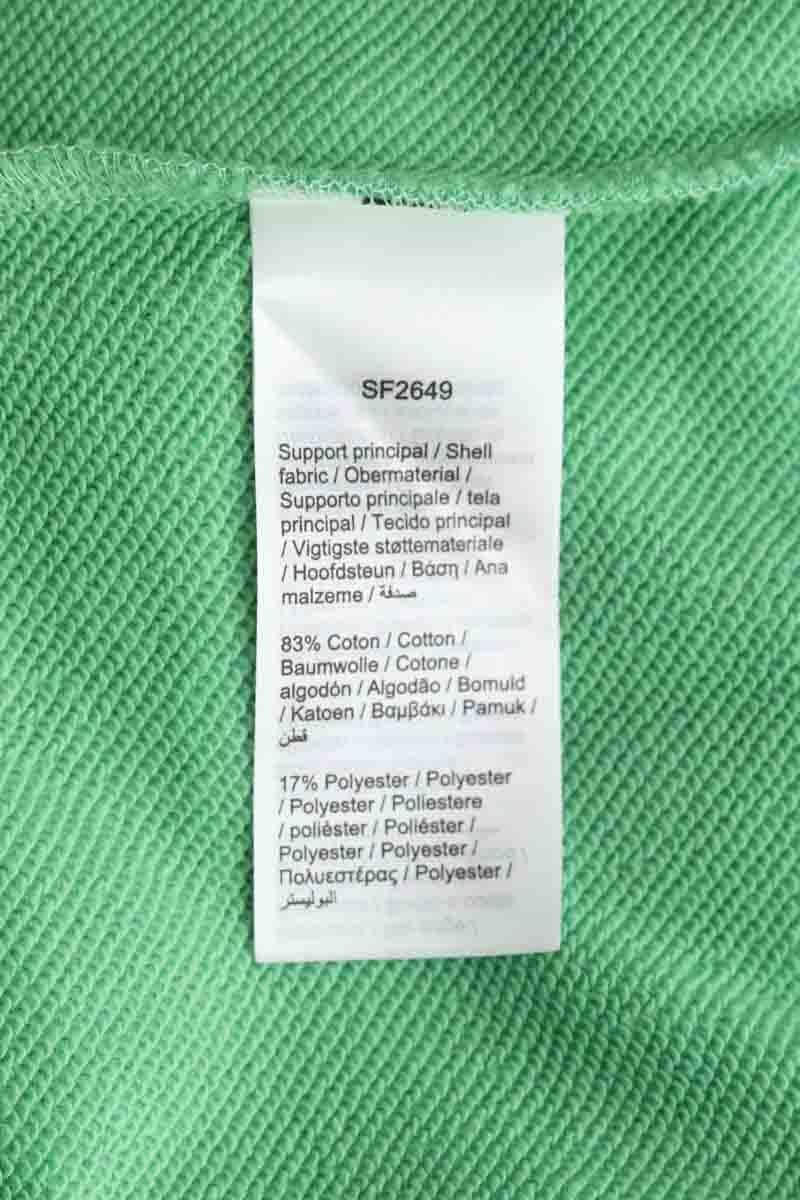 SF2649
Support principal / Shell
fabric / Obermaterial /
Supporto principale / tela
principal / Tecido principal
/ Vigtigste støttemateriale
/ Hoofdsteun / Βάση / Ana
malzeme / صدفة
83% Coton / Cotton /
Baumwolle / Cotone /
algodón / Algodão / Bomuld
/ Katoen / Βαμβάκι / Pamuk /
قطن
17% Polyester / Polyester
/ Polyester / Poliestere
/ poliéster / Poliéster /
Polyester / Polyester /
Πολυεστέρας / Polyester /
البوليستر